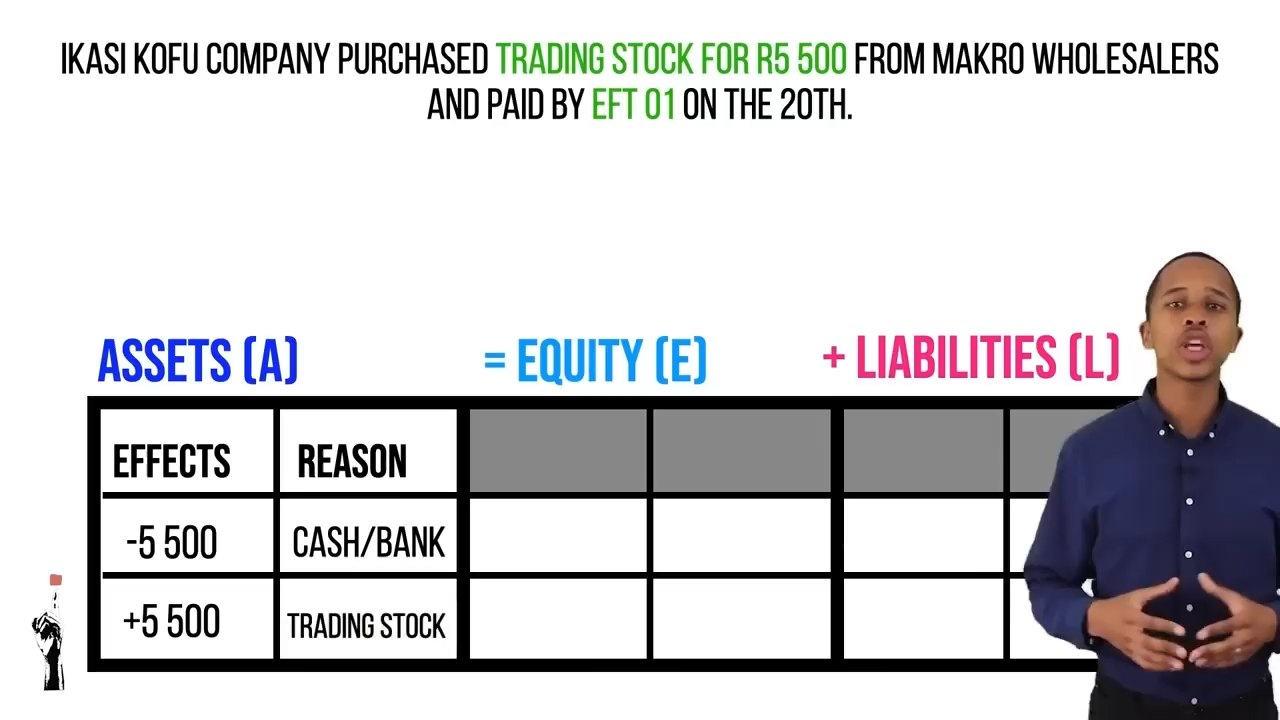 IKASI KOFU COMPANY PURCHASED TRADING STOCK FOR R5 500 FROM MAKRO WHOLESALERS
AND PAID BY EFT 01 ON THE 20TH.
ASSETS (A) = EQUITY (E) + LIABILITIES (L)
EFFECTS REASON
-5 500 CASH/BANK
+5 500 TRADING STOCK